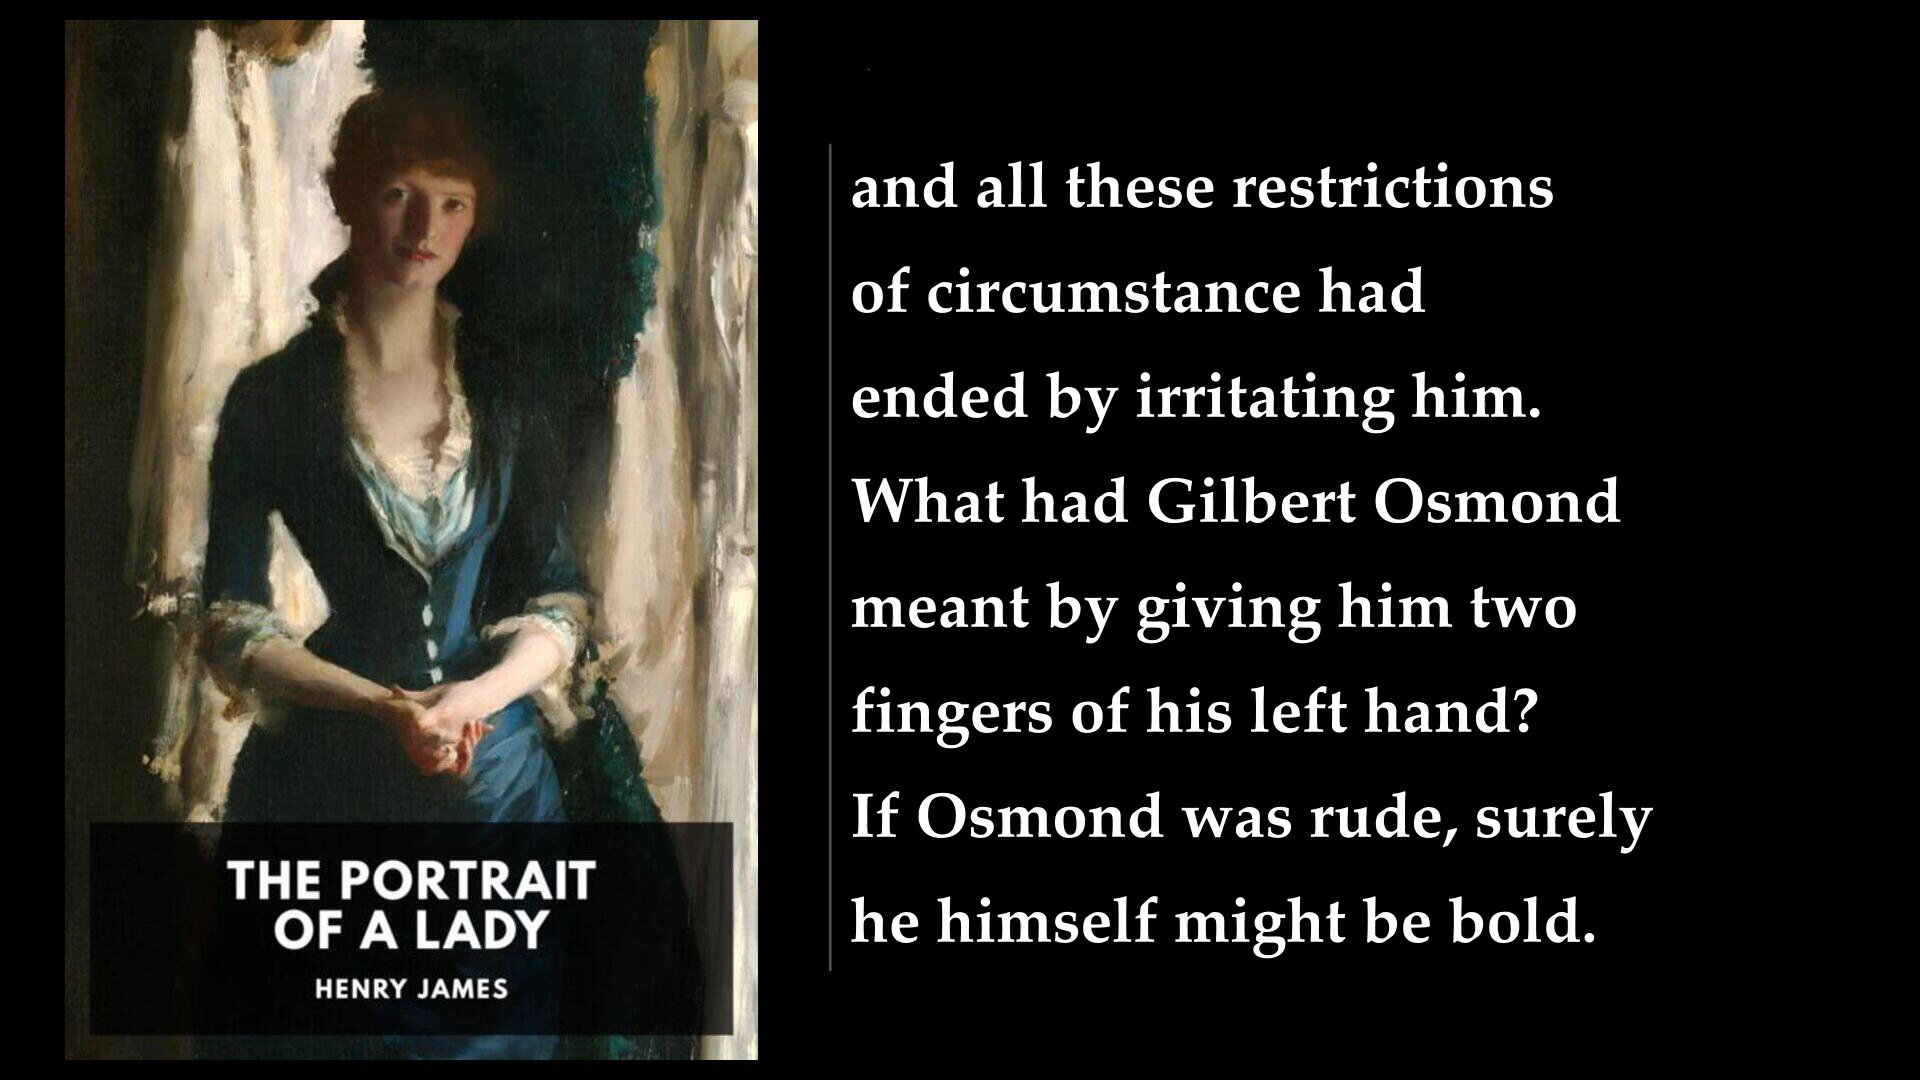 THE PORTRAIT
OF A LADY
HENRY JAMES
and all these restrictions
of circumstance had
ended by irritating him.
What had Gilbert Osmond
meant by giving him two
fingers of his left hand?
If Osmond was rude, surely
he himself might be bold.